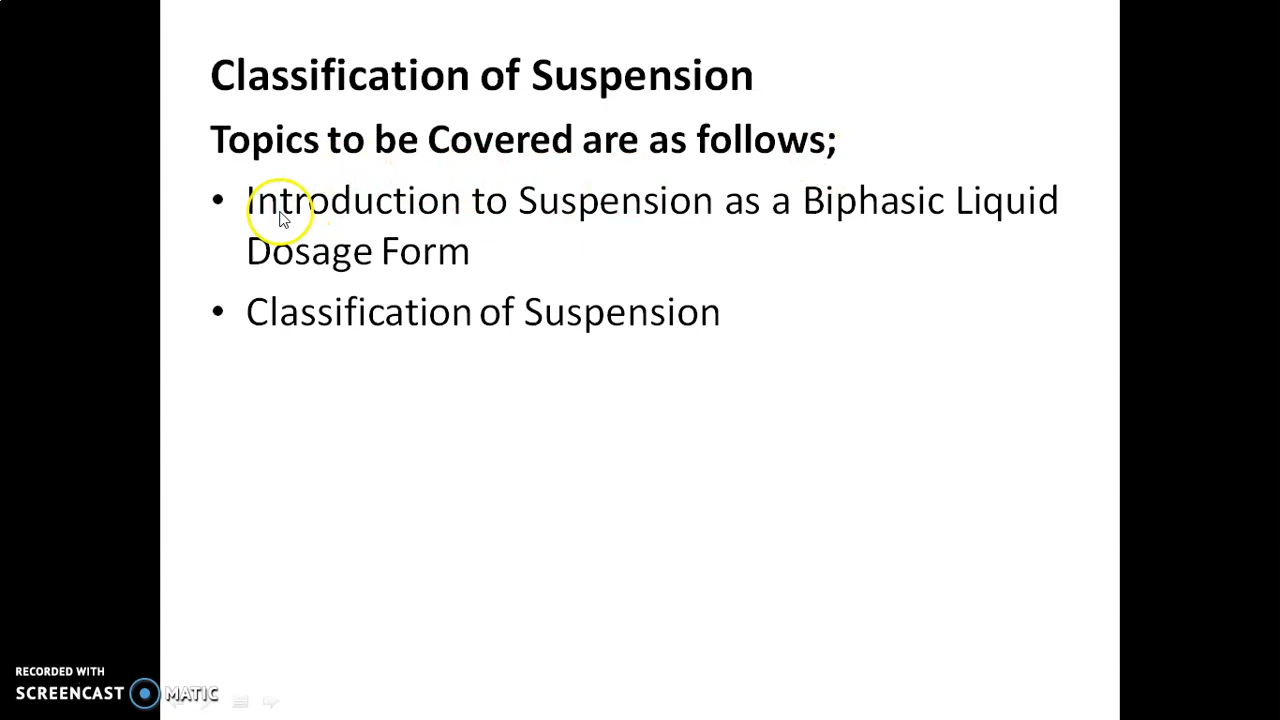 Classification of Suspension
Topics to be Covered are as follows;
• Introduction to Suspension as a Biphasic Liquid
Dosage Form
• Classification of Suspension
RECORDED WITH
SCREENCAST MATIC